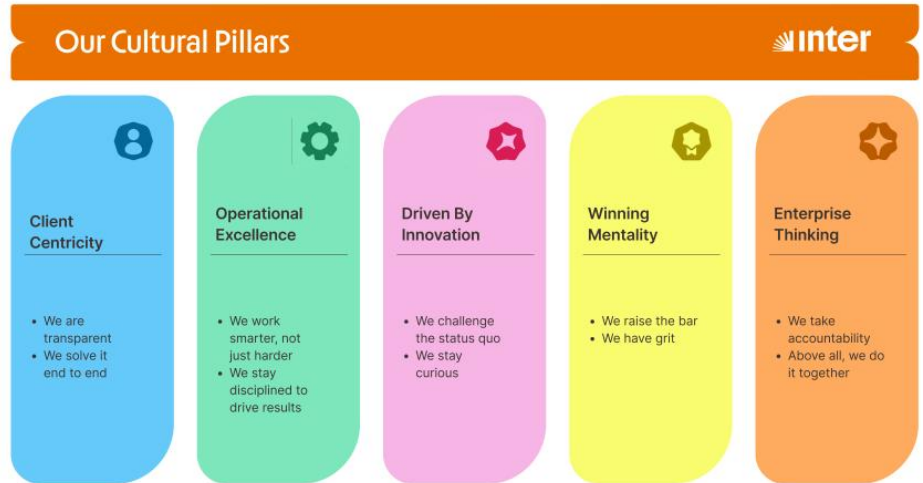 Our Cultural Pillars
inter
Client
Centricity
• We are
transparent
• We solve it
end to end
Operational
Excellence
• We work
smarter, not
just harder
• We stay
disciplined to
drive results
Driven By
Innovation
• We challenge
the status quo
• We stay
curious
Winning
Mentality
• We raise the bar
• We have grit
Enterprise
Thinking
• We take
accountability
• Above all, we do
it together